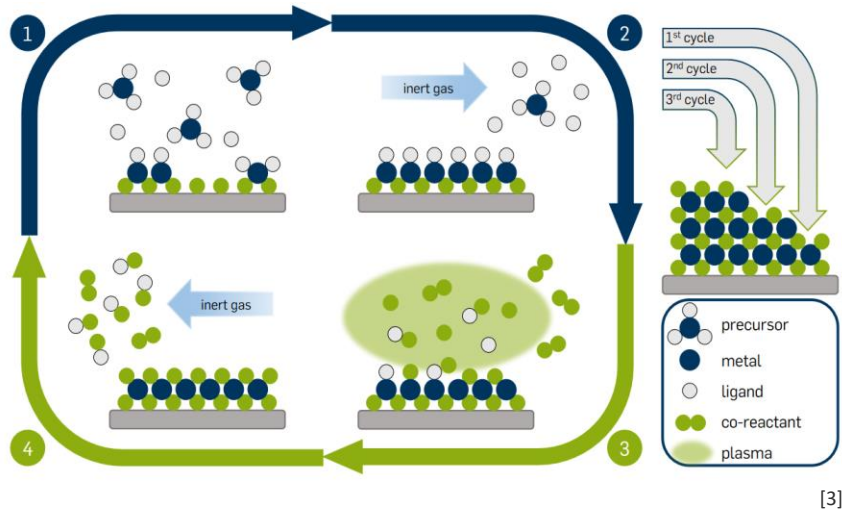 1
2
1st cycle
2nd cycle
3rd cycle
inert gas
inert gas
4
3
precursor
metal
ligand
co-reactant
plasma
[3]